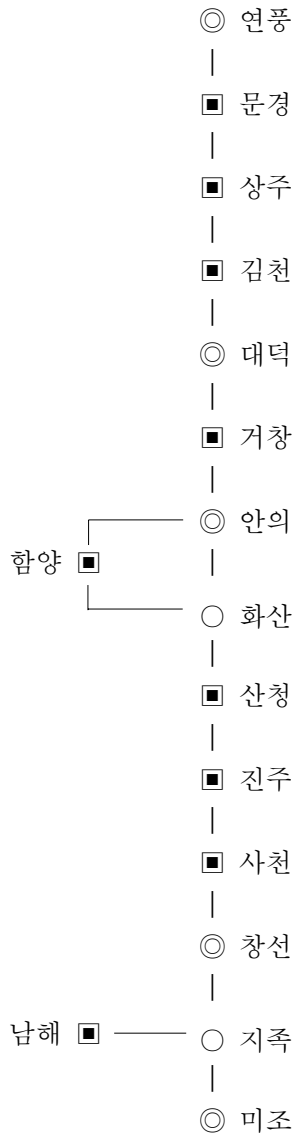 ◎ 연풍
▣ 문경
▣ 상주
▣ 김천
◎ 대덕
▣ 거창
◎ 안의
함양 ▣
○ 화산
▣ 산청
▣ 진주
▣ 사천
◎ 창선
남해 ▣ ○ 지족
◎ 미조